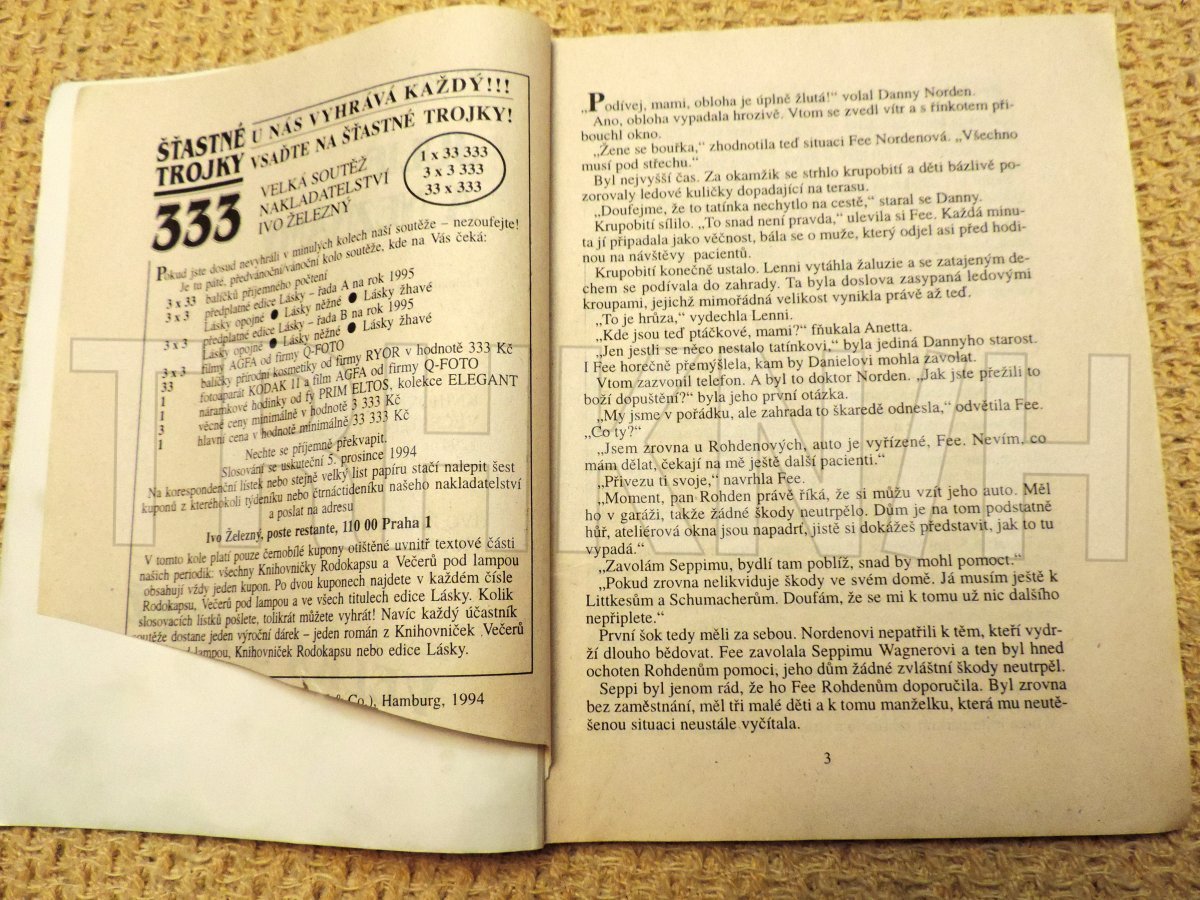 ŠŤASTNÉ
TROJKY
333
U NÁS VYHRÁVÁ KAŽDÝ!!!
VSAĎTE NA ŠŤASTNÉ TROJKY!
VELKÁ SOUTĚŽ
NAKLADATELSTVÍ
IVO ŽELEZNÝ
1 x 33 333
3 x 3 333
33 x 333
Pokud jste dosud nevyhráli v minulých kolech naší soutěže – nezoufejte!
Je tu páté, předvánoční/vánoční kolo soutěže, kde na Vás čeká:
3 x 33 balíčků příjemného počtení
3 x 3 předplatné edice Lásky – řada A na rok 1995
Lásky opojné ● Lásky něžné ● Lásky žhavé
3 x 3 předplatné edice Lásky – řada B na rok 1995
Lásky opojné ● Lásky něžné ● Lásky žhavé
3 x 3 filmy AGFA od firmy Q-FOTO
33 balíčky přírodní kosmetiky od firmy RYOR v hodnotě 333 Kč
1 fotoaparát KODAK 11 a film AGFA od firmy Q-FOTO
1 náramkové hodinky od fy PRIM ELTOS, kolekce ELEGANT
3 věcné ceny minimálně v hodnotě 3 333 Kč
1 hlavní cena v hodnotě minimálně 33 333 Kč
Nechte se příjemně překvapit.
Slosování se uskuteční 5. prosince 1994
Na korespondenční lístek nebo stejně velký list papíru stačí nalepit šest
kuponů z kteréhokoli týdeníku nebo čtrnáctideníku našeho nakladatelství
a poslat na adresu
Ivo Železný, poste restante, 110 00 Praha 1
V tomto kole platí pouze černobílé kupony otištěné uvnitř textové části
našich periodik: všechny Knihovničky Rodokapsu a Večerů pod lampou
obsahují vždy jeden kupon. Po dvou kuponech najdete v každém čísle
Rodokapsu, Večerů pod lampou a ve všech titulech edice Lásky. Kolik
slosovacích lístků pošlete, tolikrát můžete vyhrát! Navíc každý účastník
soutěže dostane jeden výroční dárek – jeden román z Knihovniček Večerů
pod lampou, Knihovniček Rodokapsu nebo edice Lásky.
& Co.), Hamburg, 1994
„Podívej, mami, obloha je úplně žlutá!“ volal Danny Norden.
Ano, obloha vypadala hrozivě. Vtom se zvedl vítr a s řinkotem při-
bouchl okno.
„Žene se bouřka,“ zhodnotila teď situaci Fee Nordenová. „Všechno
musí pod střechu.“
Byl nejvyšší čas. Za okamžik se strhlo krupobití a děti bázlivě po-
zorovaly ledové kuličky dopadající na terasu.
„Doufejme, že to tatínka nechytlo na cestě,“ staral se Danny.
Krupobití sílilo. „To snad není pravda,“ ulevila si Fee. Každá minu-
ta jí připadala jako věčnost, bála se o muže, který odjel asi před hodi-
nou na návštěvy pacientů.
Krupobití konečně ustalo. Lenni vytáhla žaluzie a se zatajeným de-
chem se podívala do zahrady. Ta byla doslova zasypaná ledovými
kroupami, jejichž mimořádná velikost vynikla právě až teď.
„To je hrůza,“ vydechla Lenni.
„Kde jsou teď ptáčkové, mami?“ fňukala Anetta.
„Jen jestli se něco nestalo tatínkovi,“ byla jediná Dannyho starost.
I Fee horečně přemýšlela, kam by Danielovi mohla zavolat.
Vtom zazvonil telefon. A byl to doktor Norden. „Jak jste přežili to
boží dopuštění?“ byla jeho první otázka.
„My jsme v pořádku, ale zahrada to škaredě odnesla,“ odvětila Fee.
„Co ty?“
„Jsem zrovna u Rohdenových, auto je vyřízené, Fee. Nevím, co
mám dělat, čekají na mě ještě další pacienti.“
„Přivezu ti svoje,“ navrhla Fee.
„Moment, pan Rohden právě říká, že si můžu vzít jeho auto. Měl
ho v garáži, takže žádné škody neutrpělo. Dům je na tom podstatně
hůř, ateliérová okna jsou napadrť, jistě si dokážeš představit, jak to tu
vypadá.“
„Zavolám Seppimu, bydlí tam poblíž, snad by mohl pomoct.“
„Pokud zrovna nelikviduje škody ve svém domě. Já musím ještě k
Littkesům a Schumacherům. Doufám, že se mi k tomu už nic dalšího
nepřiplete.“
První šok tedy měli za sebou. Nordenovi nepatřili k těm, kteří vydr-
ží dlouho bědovat. Fee zavolala Seppimu Wagnerovi a ten byl hned
ochoten Rohdenům pomoci, jeho dům žádné zvláštní škody neutrpěl.
Seppi byl jenom rád, že ho Fee Rohdenům doporučila. Byl zrovna
bez zaměstnání, měl tři malé děti a k tomu manželku, která mu neutě-
šenou situaci neustále vyčítala.
3